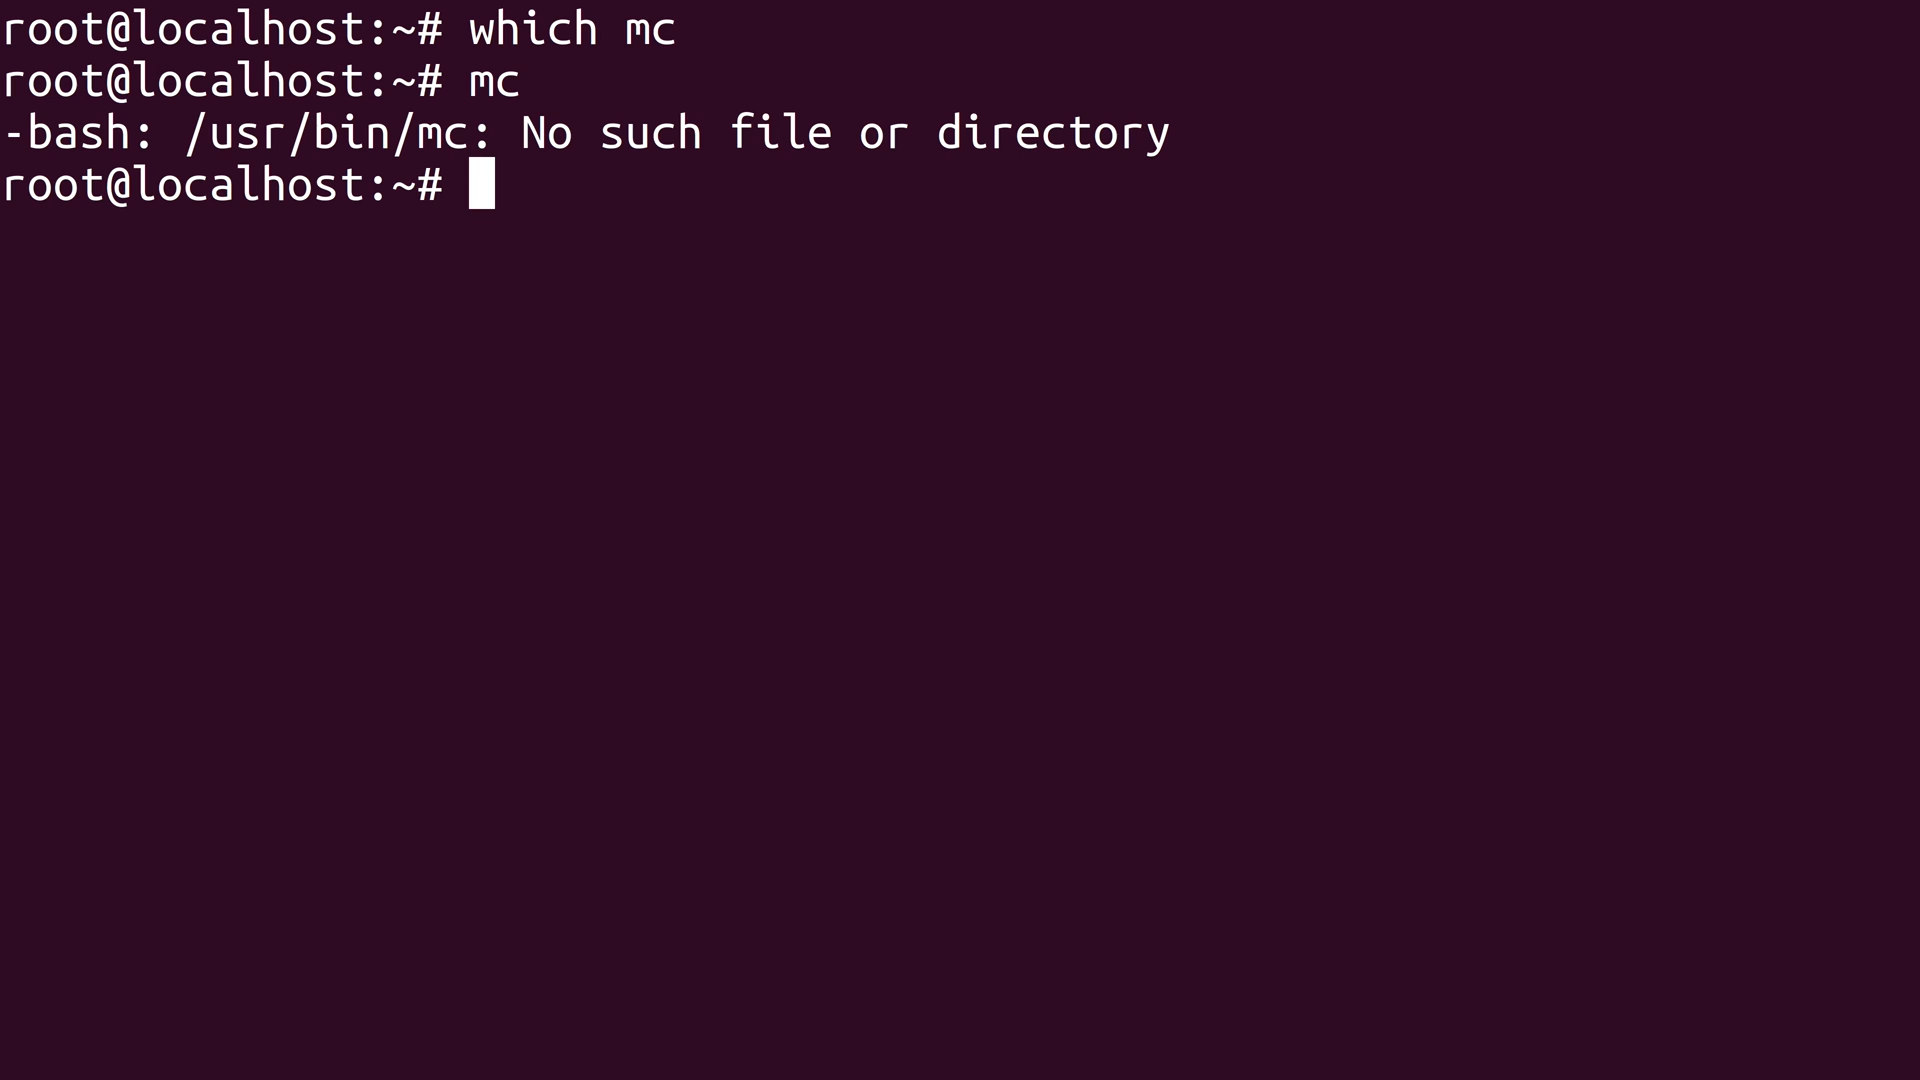 root@localhost:~# which mc
root@localhost:~# mc
-bash: /usr/bin/mc: No such file or directory
root@localhost:~#